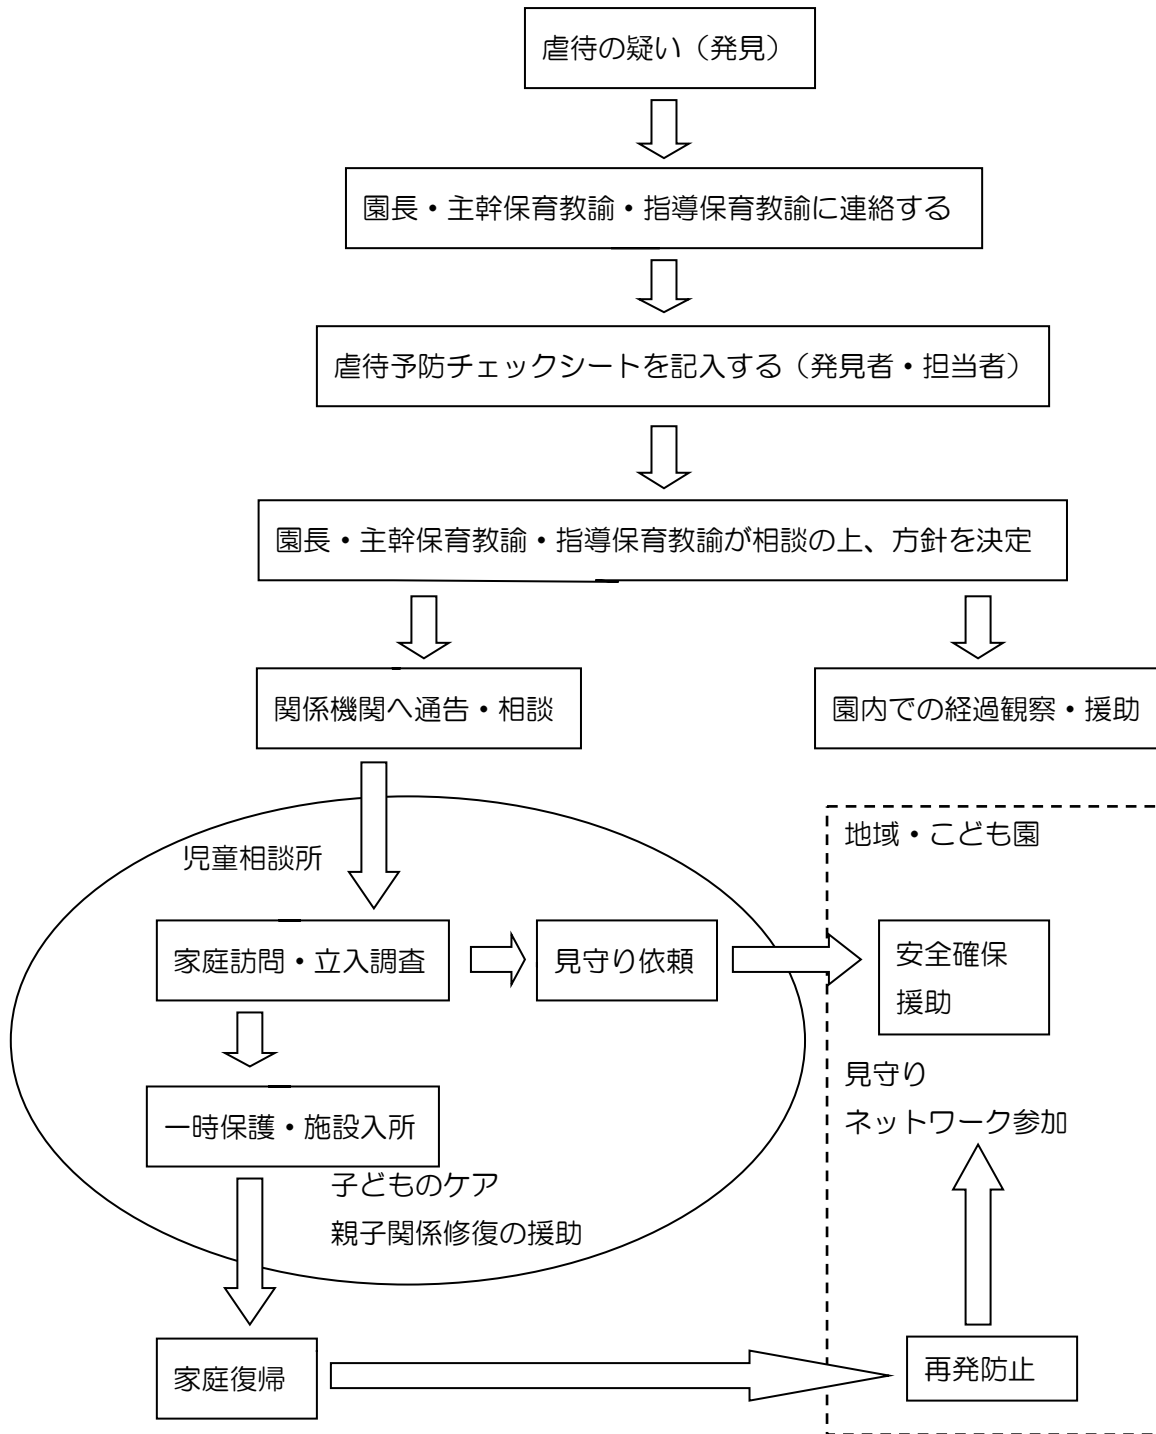 虐待の疑い（発見）
園長・主幹保育教諭・指導保育教諭に連絡する
虐待予防チェックシートを記入する（発見者・担当者）
園長・主幹保育教諭・指導保育教諭が相談の上、方針を決定
関係機関へ通告・相談
園内での経過観察・援助
児童相談所
地域・こども園
家庭訪問・立入調査
見守り依頼
安全確保
援助
見守り
ネットワーク参加
一時保護・施設入所
子どものケア
親子関係修復の援助
家庭復帰
再発防止